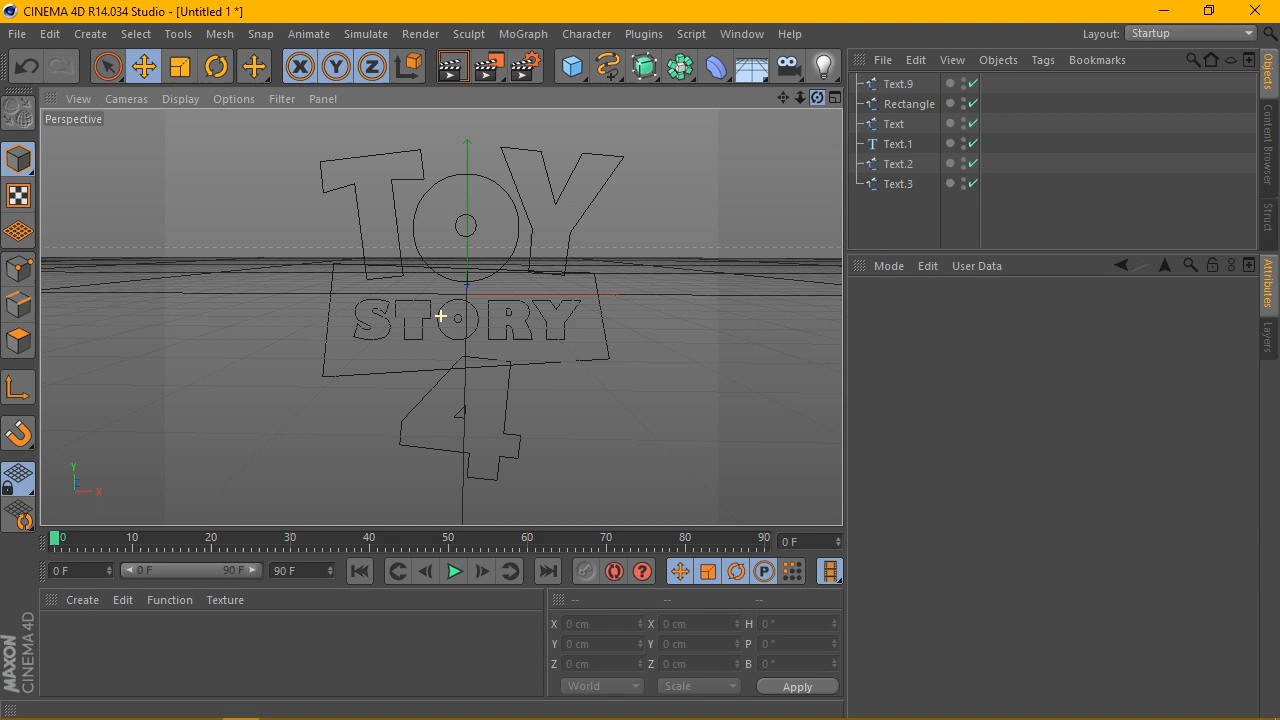 CINEMA 4D R14.034 Studio - [Untitled 1 *]
File Edit Create Select Tools Mesh Snap Animate Simulate Render Sculpt MoGraph Character Plugins Script Window Help Layout: Startup
X Y Z
File Edit View Objects Tags Bookmarks
Objects
Content Browser
Struct
View Cameras Display Options Filter Panel
Perspective
Text.9
Rectangle
Text
T Text.1
Text.2
Text.3
TOY
STORY
4
Y
X
Mode Edit User Data
Attributes
Layers
0 10 20 30 40 50 60 70 80 90 0 F
0 F 0 F 90 F 90 F P
Create Edit Function Texture
-- -- --
X 0 cm X 0 cm H 0 °
Y 0 cm Y 0 cm P 0 °
Z 0 cm Z 0 cm B 0 °
World Scale Apply
MAXON
CINEMA 4D